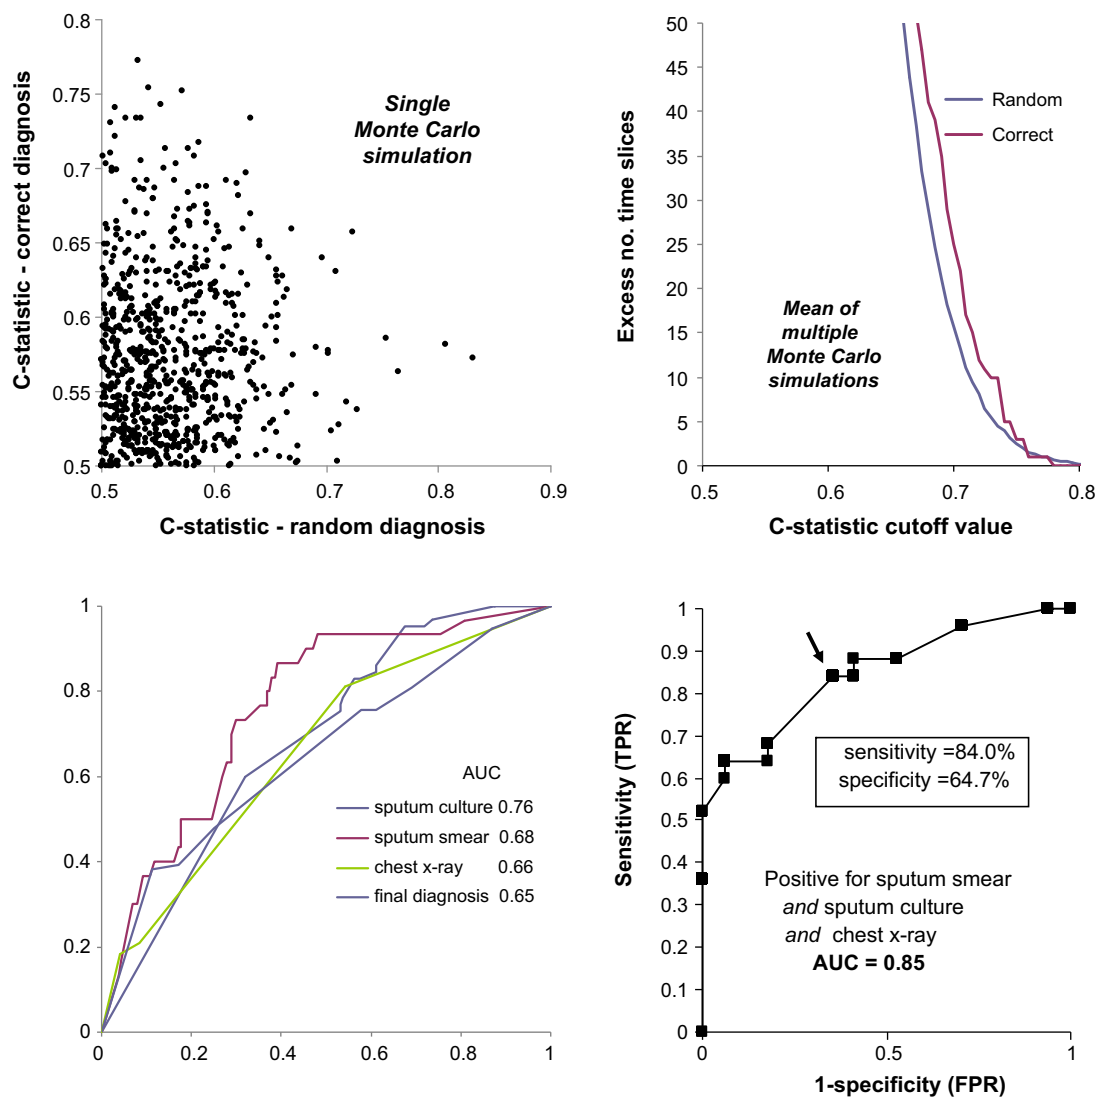 0.8
0.75
0.7
0.65
0.6
0.55
0.5
C-statistic - correct diagnosis
Single
Monte Carlo
simulation
0.5
0.6
0.7
0.8
0.9
C-statistic - random diagnosis
50
45
40
35
30
25
20
15
10
5
0
Excess no. time slices
Random
Correct
Mean of
multiple
Monte Carlo
simulations
0.5
0.6
0.7
0.8
C-statistic cutoff value
1
0.8
0.6
0.4
0.2
0
AUC
sputum culture 0.76
sputum smear 0.68
chest x-ray 0.66
final diagnosis 0.65
0
0.2
0.4
0.6
0.8
1
1
0.9
0.8
0.7
0.6
0.5
0.4
0.3
0.2
0.1
0
Sensitivity (TPR)
sensitivity =84.0%
specificity =64.7%
Positive for sputum smear
and sputum culture
and chest x-ray
AUC = 0.85
0
0.5
1
1-specificity (FPR)